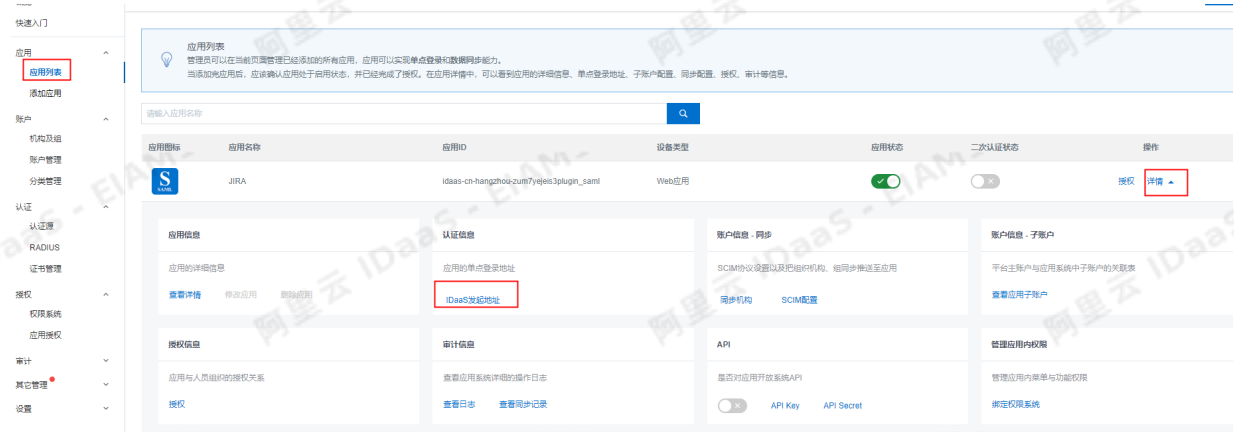 快速入门
应用
应用列表
添加应用
账户
机构及组
账户管理
分类管理
认证
认证源
RADIUS
证书管理
授权
权限系统
应用授权
审计
其它管理
设置
应用列表
管理员可以在当前页面管理已经添加的所有应用，应用可以实现单点登录和数据同步能力。
当添加完应用后，应该确认应用处于启用状态，并已经完成了授权。在应用详情中，可以看到应用的详细信息、单点登录地址、子账户配置、同步配置、授权、审计等信息。
请输入应用名称
应用图标 应用名称 应用ID 设备类型 应用状态 二次认证状态 操作
S SAML JIRA idaas-cn-hangzhou-zum7yejeis3plugin_saml Web应用 授权 详情
应用信息
应用的详细信息
查看详情 修改应用 删除应用
认证信息
应用的单点登录地址
IDaaS发起地址
账户信息 - 同步
SCIM协议设置以及把组织机构、组同步推送至应用
同步机构 SCIM配置
账户信息 - 子账户
平台主账户与应用系统中子账户的关联表
查看应用子账户
授权信息
应用与人员组织的授权关系
授权
审计信息
查看应用系统详细的操作日志
查看日志 查看同步记录
API
是否对应用开放系统API
API Key API Secret
管理应用内权限
管理应用内菜单与功能权限
绑定权限系统
阿里云 IDaaS - EIAM